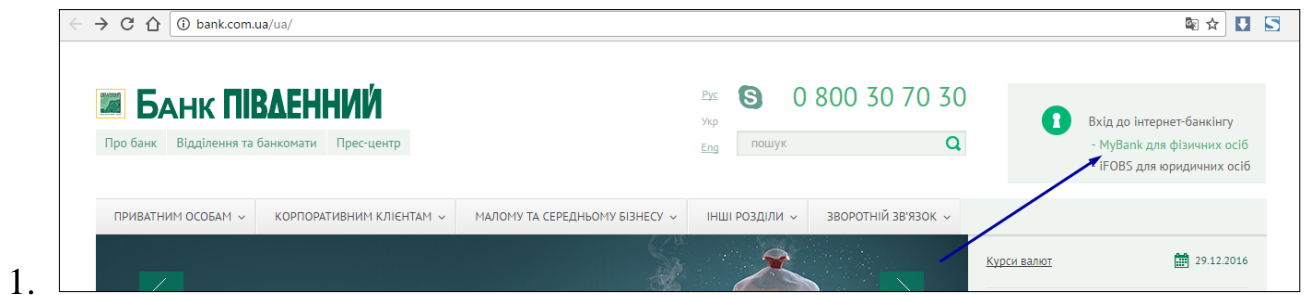 bank.com.ua/ua/
Банк ПІВДЕННИЙ
Про банк Відділення та банкомати Прес-центр
Рус
Укр
Eng
0 800 30 70 30
пошук
Вхід до інтернет-банкінгу
- MyBank для фізичних осіб
- iFOBS для юридичних осіб
ПРИВАТНИМ ОСОБАМ КОРПОРАТИВНИМ КЛІЄНТАМ МАЛОМУ ТА СЕРЕДНЬОМУ БІЗНЕСУ ІНШІ РОЗДІЛИ ЗВОРОТНІЙ ЗВ'ЯЗОК
Курси валют 29.12.2016
1.